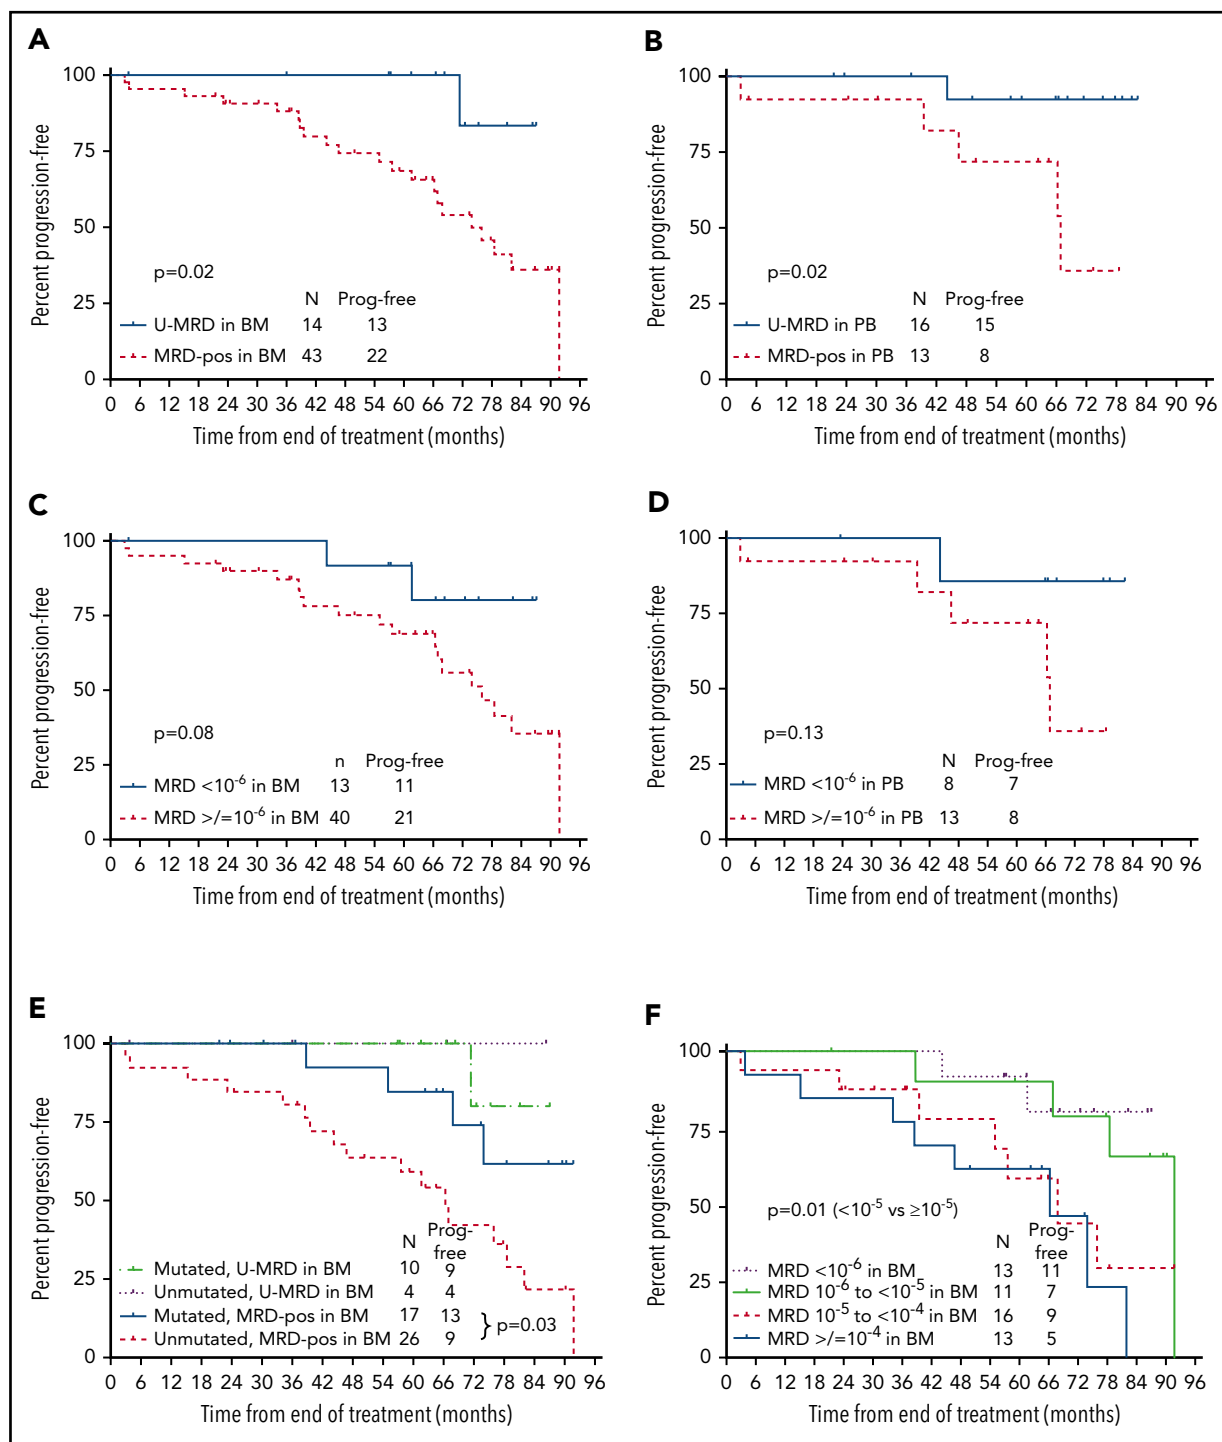 A
Percent progression-free
100
75
50
25
0
p=0.02
N Prog-free
U-MRD in BM 14 13
MRD-pos in BM 43 22
0 6 12 18 24 30 36 42 48 54 60 66 72 78 84 90 96
Time from end of treatment (months)
B
Percent progression-free
100
75
50
25
0
p=0.02
N Prog-free
U-MRD in PB 16 15
MRD-pos in PB 13 8
0 6 12 18 24 30 36 42 48 54 60 66 72 78 84 90 96
Time from end of treatment (months)
C
Percent progression-free
100
75
50
25
0
p=0.08
n Prog-free
MRD <10⁻⁶ in BM 13 11
MRD >/=10⁻⁶ in BM 40 21
0 6 12 18 24 30 36 42 48 54 60 66 72 78 84 90 96
Time from end of treatment (months)
D
Percent progression-free
100
75
50
25
0
p=0.13
N Prog-free
MRD <10⁻⁶ in PB 8 7
MRD >/=10⁻⁶ in PB 13 8
0 6 12 18 24 30 36 42 48 54 60 66 72 78 84 90 96
Time from end of treatment (months)
E
Percent progression-free
100
75
50
25
0
N Prog-
free
Mutated, U-MRD in BM 10 9
Unmutated, U-MRD in BM 4 4
Mutated, MRD-pos in BM 17 13
Unmutated, MRD-pos in BM 26 9
} p=0.03
0 6 12 18 24 30 36 42 48 54 60 66 72 78 84 90 96
Time from end of treatment (months)
F
Percent progression-free
100
75
50
25
0
p=0.01 (<10⁻⁵ vs ≥10⁻⁵)
N Prog-
free
MRD <10⁻⁶ in BM 13 11
MRD 10⁻⁶ to <10⁻⁵ in BM 11 7
MRD 10⁻⁵ to <10⁻⁴ in BM 16 9
MRD >/=10⁻⁴ in BM 13 5
0 6 12 18 24 30 36 42 48 54 60 66 72 78 84 90 96
Time from end of treatment (months)